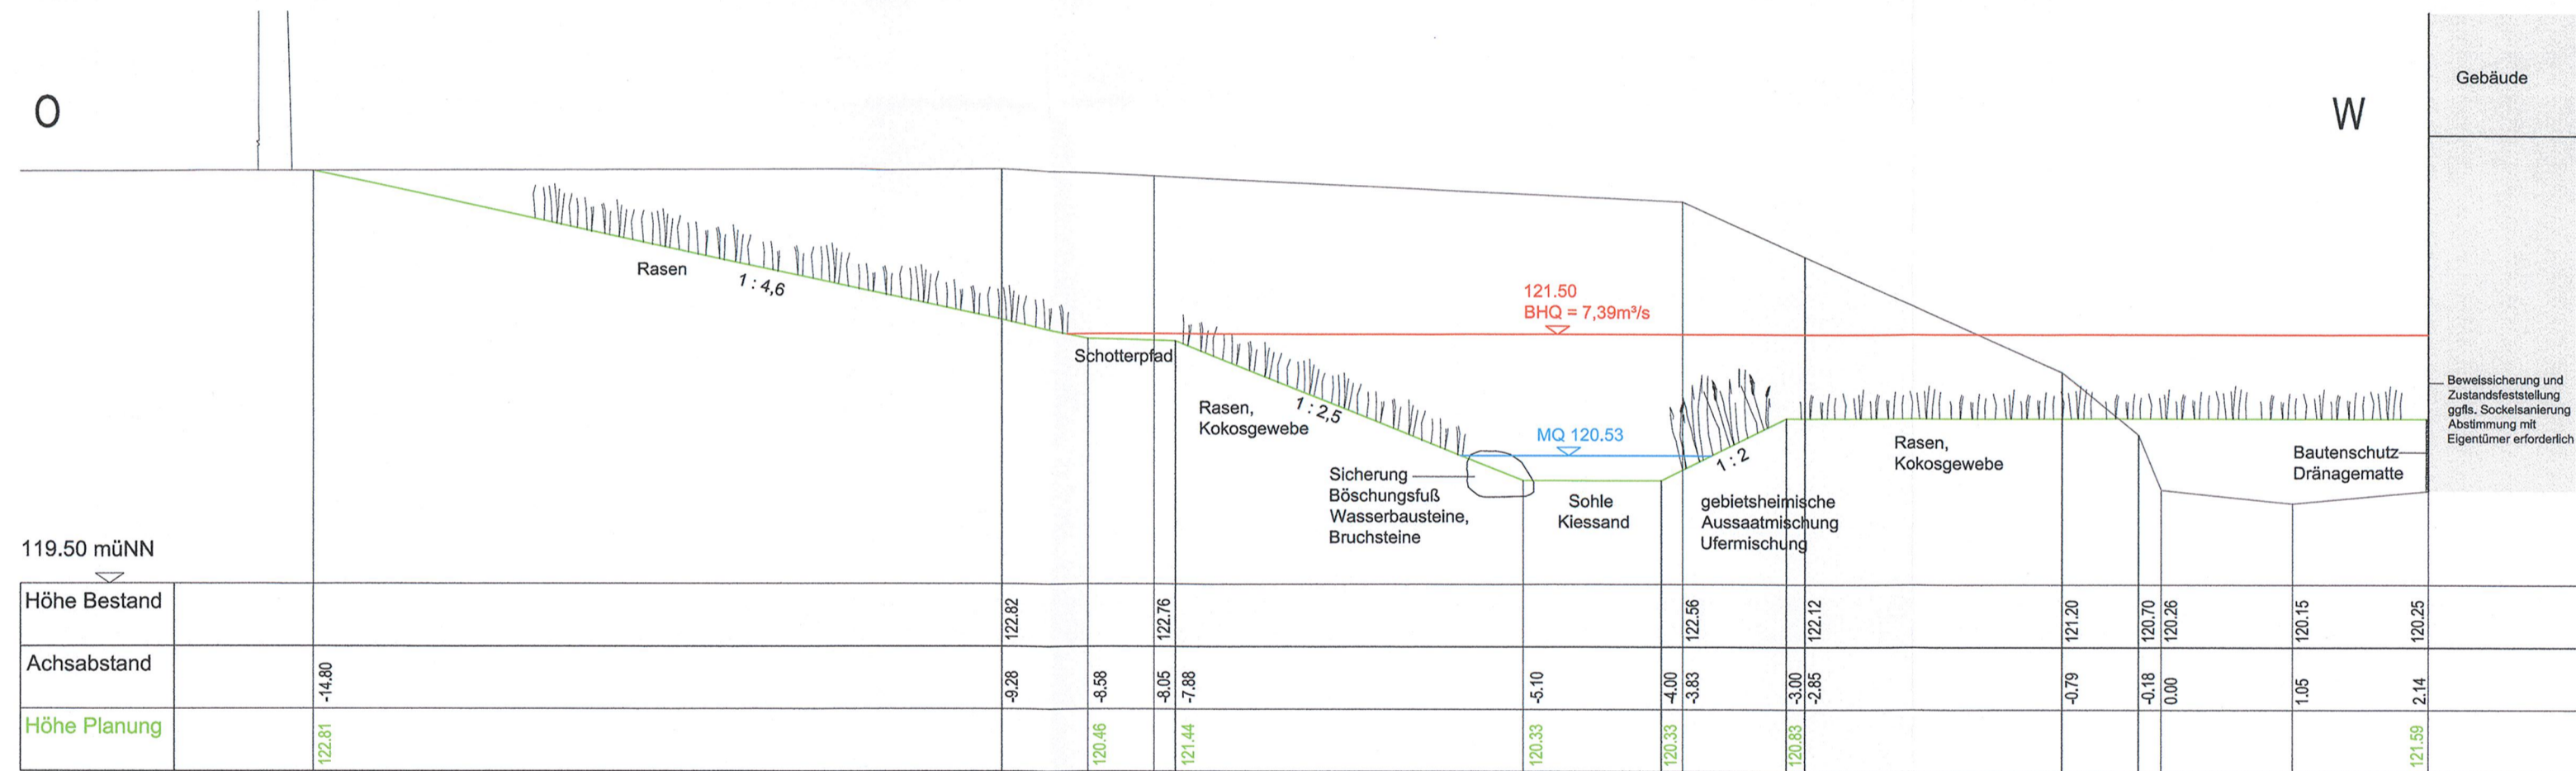 O
W
Gebäude
Rasen
1 : 4,6
121.50
BHQ = 7,39m³/s
Schotterpfad
Rasen,
Kokosgewebe
1 : 2,5
MQ 120.53
Sicherung
Böschungsfuß
Wasserbausteine,
Bruchsteine
Sohle
Kiessand
1 : 2
gebietsheimische
Aussaatmischung
Ufermischung
Rasen,
Kokosgewebe
Bautenschutz
Dränagematte
Beweissicherung und
Zustandsfeststellung
ggfls. Sockelsanierung
Abstimmung mit
Eigentümer erforderlich
119.50 müNN
Höhe Bestand
122.82
122.76
122.56
122.12
121.20
120.70
120.26
120.15
120.25
Achsabstand
-14.80
-9.28
-8.58
-8.05
-7.88
-5.10
-4.00
-3.83
-3.00
-2.85
-0.79
-0.18
0.00
1.05
2.14
Höhe Planung
122.81
120.46
121.44
120.33
120.33
120.83
121.59